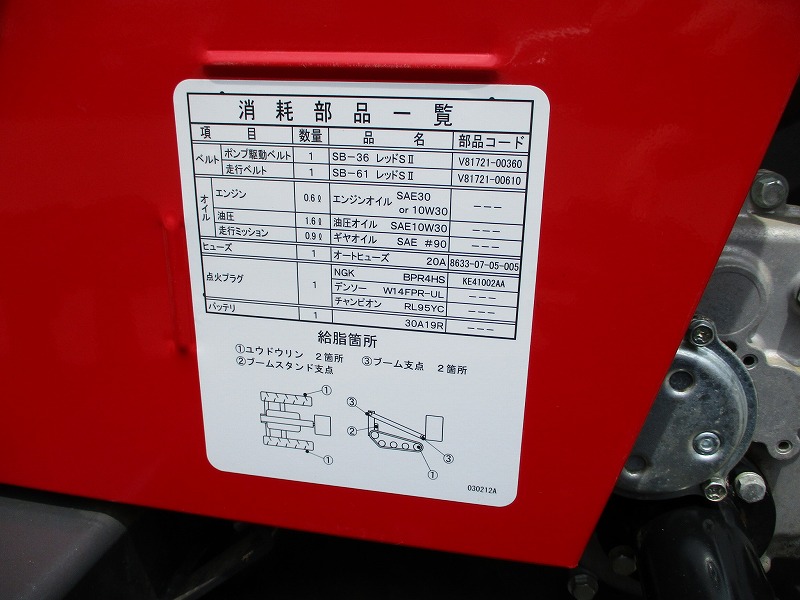 消耗部品一覧
項目 数量 品名 部品コード
ベルト ポンプ駆動ベルト 1 SB−36 レッドSⅡ V81721-00360
走行ベルト 1 SB−61 レッドSⅡ V81721-00610
オイル エンジン 0.6ℓ エンジンオイル SAE30 or 10W30 −−−
油圧 1.6ℓ 油圧オイル SAE10W30 −−−
走行ミッション 0.9ℓ ギヤオイル SAE #90 −−−
ヒューズ 1 オートヒューズ 20A 8633-07-05-005
点火プラグ 1 NGK BPR4HS KE41002AA
デンソー W14FPR-UL −−−
チャンピオン RL95YC −−−
バッテリ 1 30A19R −−−
給脂箇所
①ユウドウリン 2箇所 ③ブーム支点 2箇所
②ブームスタンド支点
① ③
②
① ③ ①
030212A